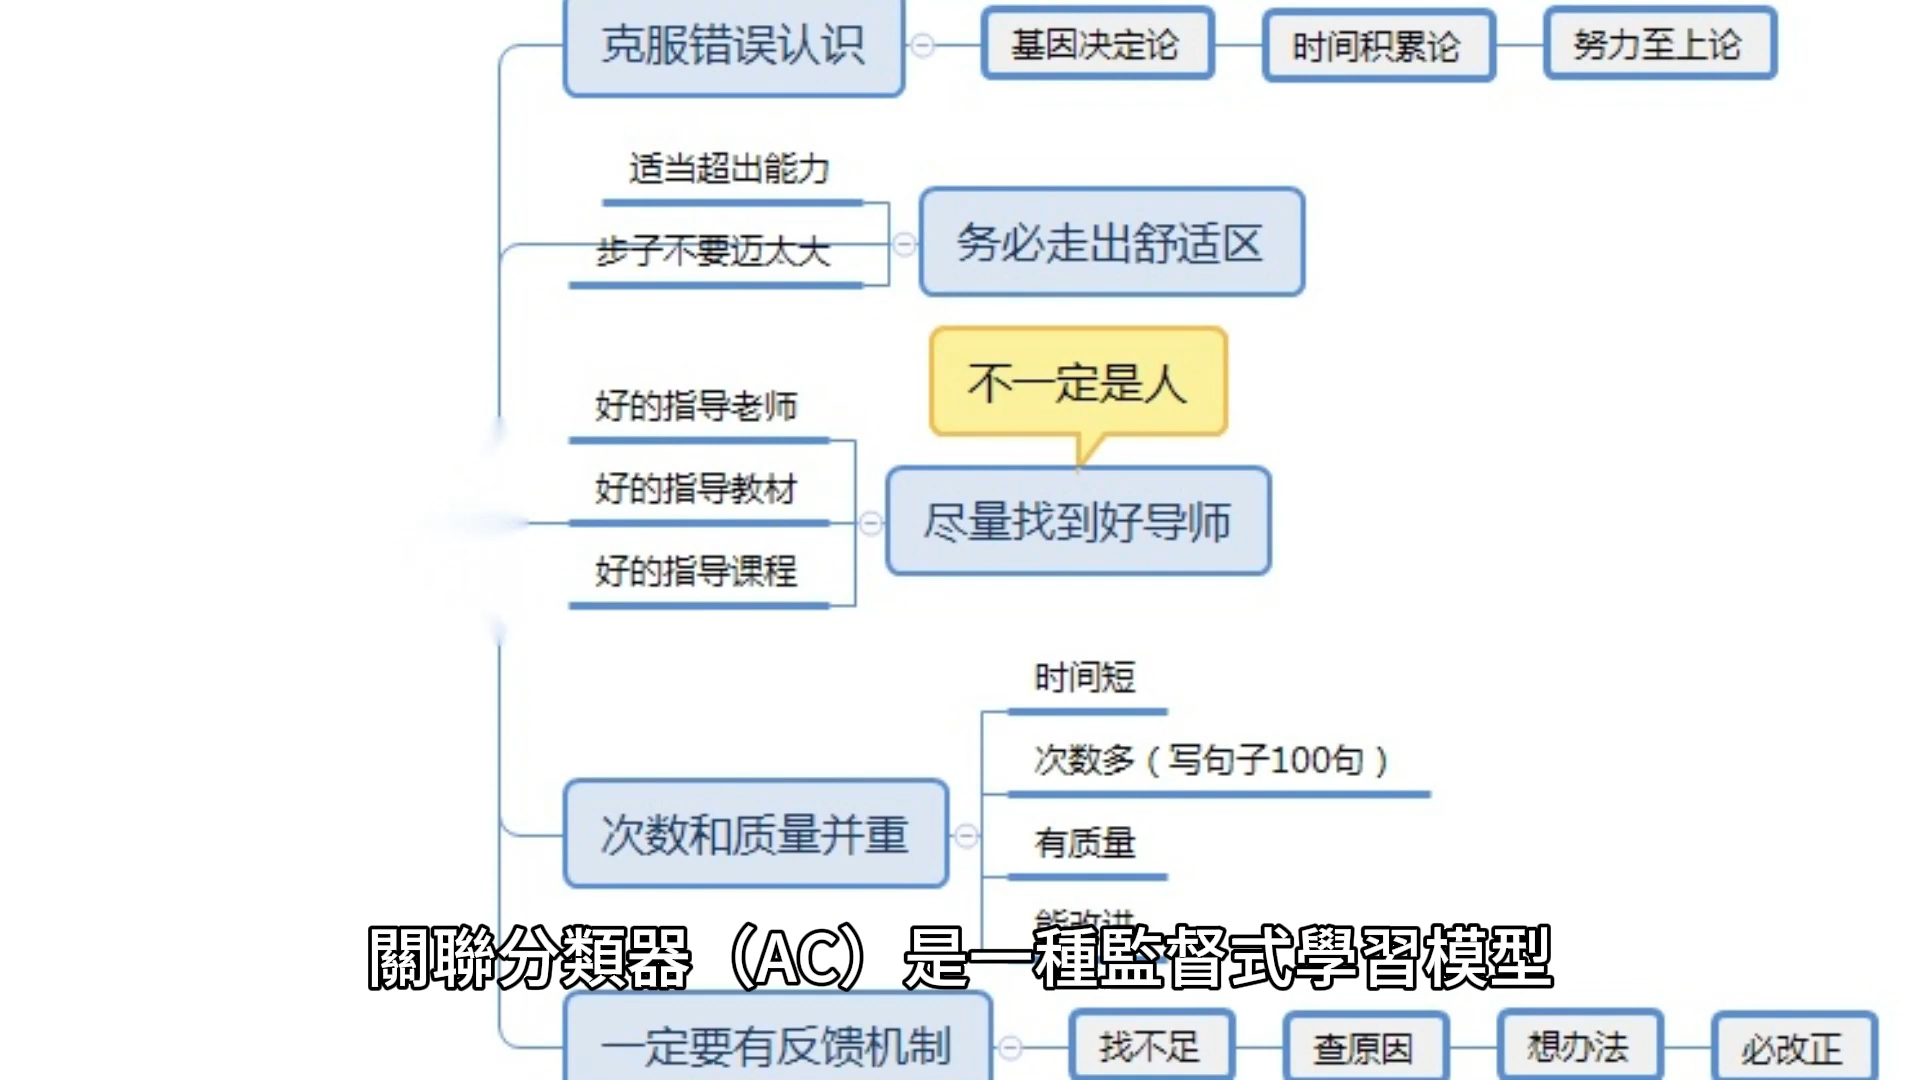 克服错误认识
基因决定论
时间积累论
努力至上论
适当超出能力
步子不要迈太大
务必走出舒适区
不一定是人
好的指导老师
好的指导教材
好的指导课程
尽量找到好导师
时间短
次数多（写句子100句）
有质量
能改进
次数和质量并重
關聯分類器（AC）是一種監督式學習模型
一定要有反馈机制
找不足
查原因
想办法
必改正